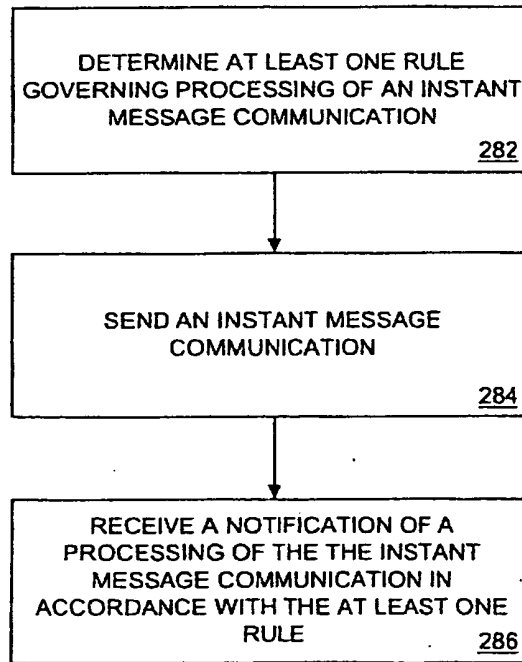 DETERMINE AT LEAST ONE RULE
GOVERNING PROCESSING OF AN INSTANT
MESSAGE COMMUNICATION
282
SEND AN INSTANT MESSAGE
COMMUNICATION
284
RECEIVE A NOTIFICATION OF A
PROCESSING OF THE THE INSTANT
MESSAGE COMMUNICATION IN
ACCORDANCE WITH THE AT LEAST ONE
RULE
286